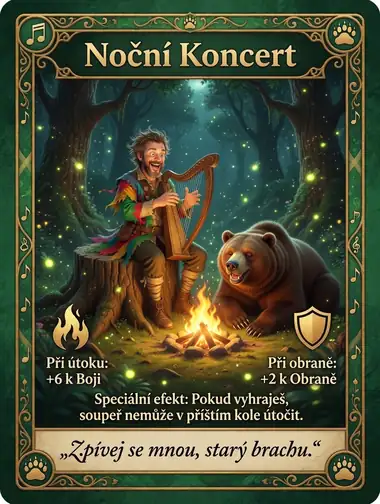 Noční Koncert
Při útoku:
+6 k Boji
Při obraně:
+2 k Obraně
Speciální efekt: Pokud vyhraješ,
soupeř nemůže v příštím kole útočit.
„Zpívej se mnou, starý brachu.“